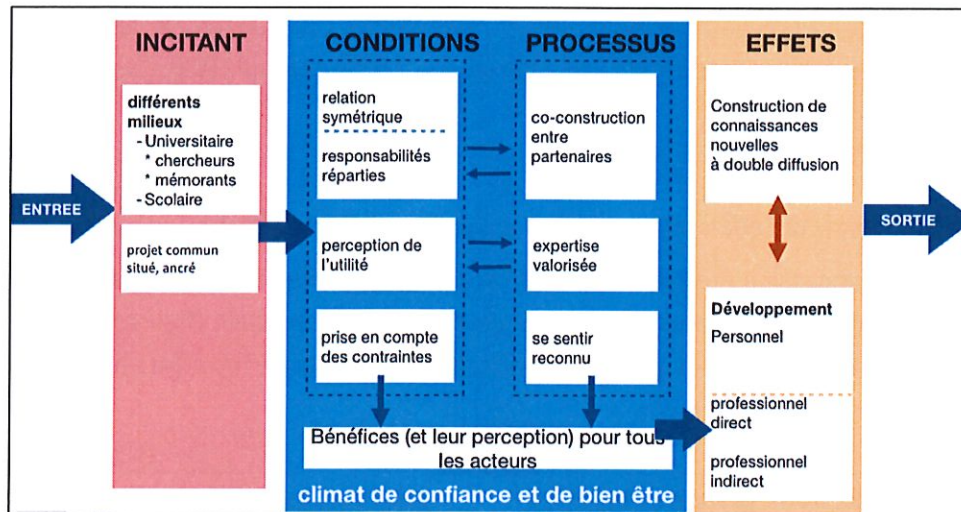 INCITANT
CONDITIONS
PROCESSUS
EFFETS
ENTREE
différents
milieux
- Universitaire
* chercheurs
* mémorants
- Scolaire
projet commun
situé, ancré
relation
symétrique
responsabilités
réparties
perception de
l'utilité
prise en compte
des contraintes
co-construction
entre
partenaires
expertise
valorisée
se sentir
reconnu
Bénéfices (et leur perception) pour tous
les acteurs
climat de confiance et de bien être
Construction de
connaissances
nouvelles
à double diffusion
Développement
Personnel
professionnel
direct
professionnel
indirect
SORTIE